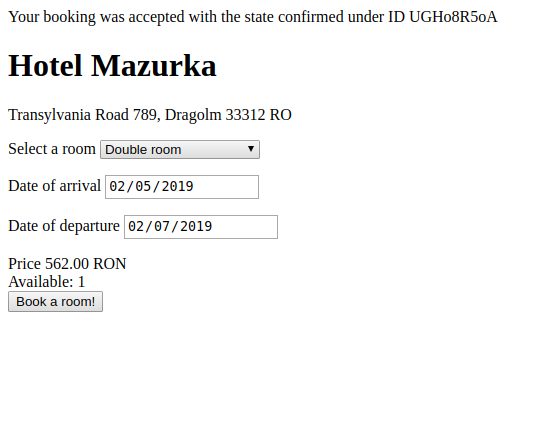 Your booking was accepted with the state confirmed under ID UGHo8R5oA
Hotel Mazurka
Transylvania Road 789, Dragolm 33312 RO
Select a room Double room
Date of arrival 02/05/2019
Date of departure 02/07/2019
Price 562.00 RON
Available: 1
Book a room!